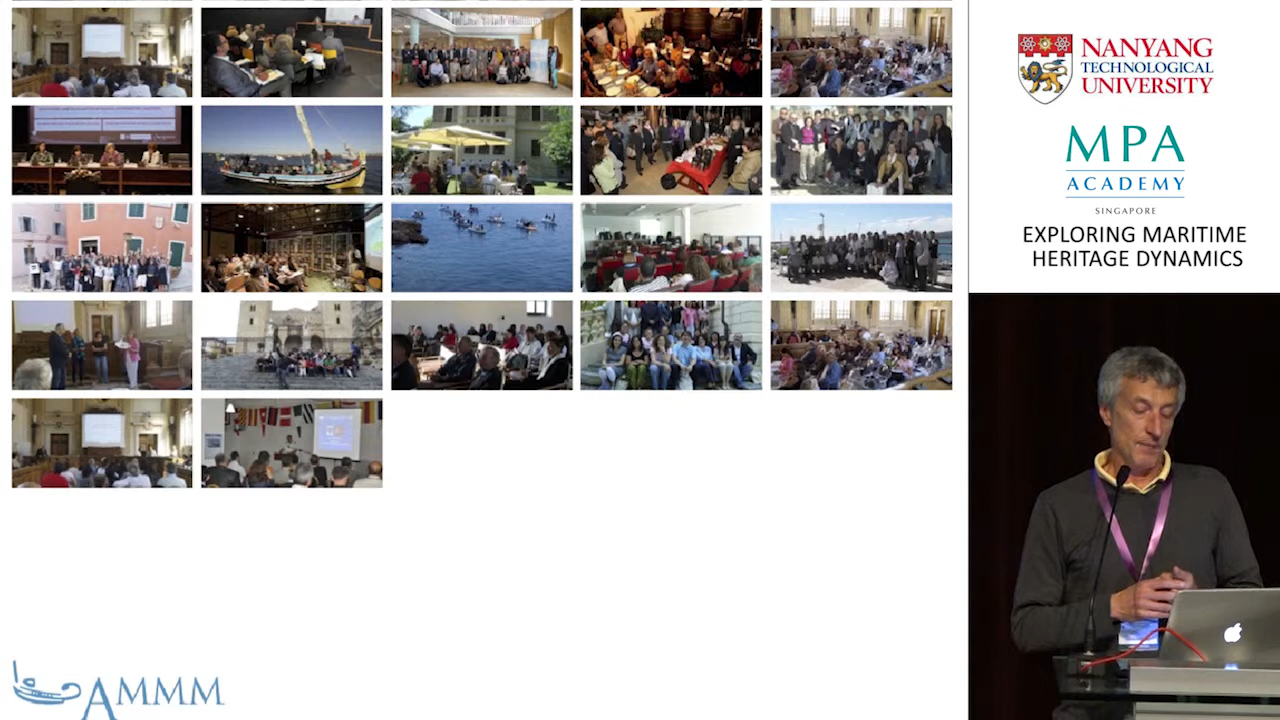 NANYANG
TECHNOLOGICAL
UNIVERSITY
MPA
ACADEMY
SINGAPORE
EXPLORING MARITIME
HERITAGE DYNAMICS
AMMM